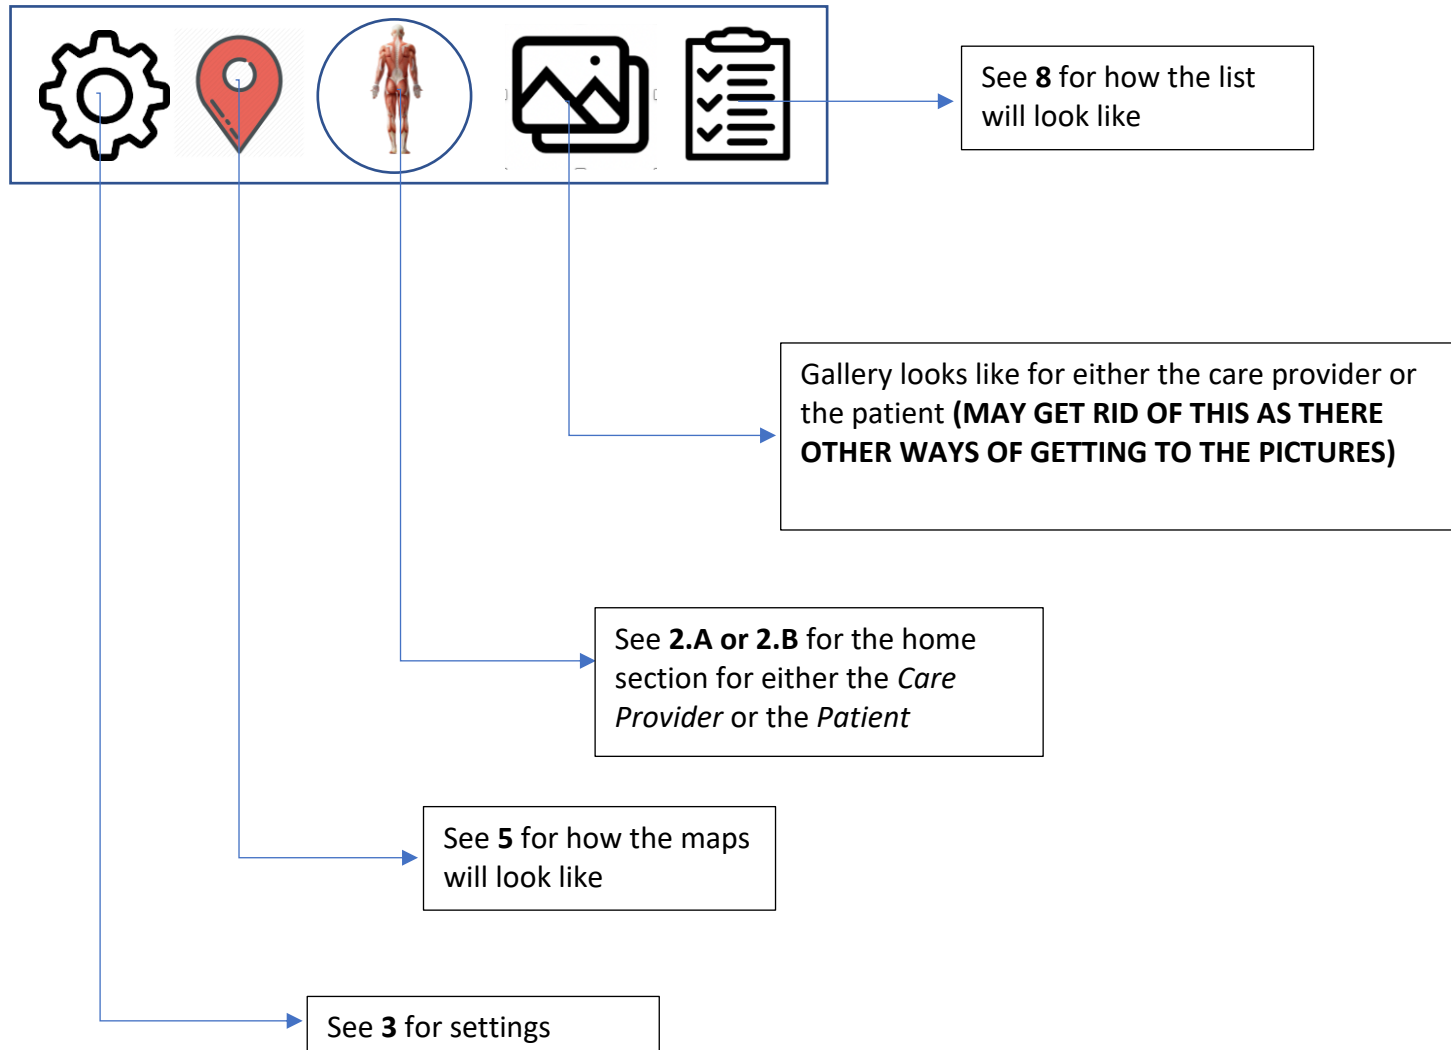 See 8 for how the list
will look like
Gallery looks like for either the care provider or
the patient (MAY GET RID OF THIS AS THERE
OTHER WAYS OF GETTING TO THE PICTURES)
See 2.A or 2.B for the home
section for either the Care
Provider or the Patient
See 5 for how the maps
will look like
See 3 for settings